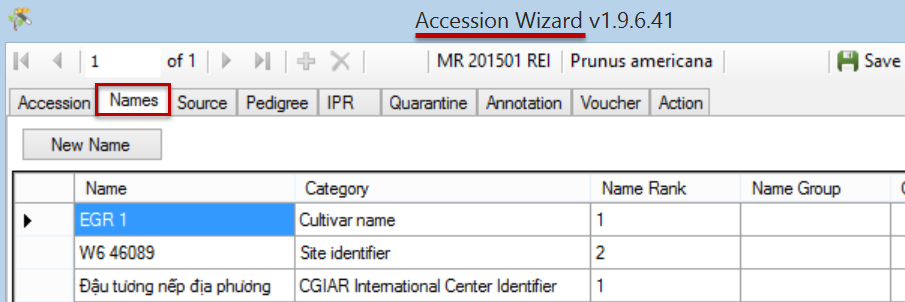 Accession Wizard v1.9.6.41
1 of 1 MR 201501 REI Prunus americana Save
Accession Names Source Pedigree IPR Quarantine Annotation Voucher Action
New Name
Name Category Name Rank Name Group
EGR 1 Cultivar name 1
W6 46089 Site identifier 2
Đậu tương nếp địa phương CGIAR International Center Identifier 1